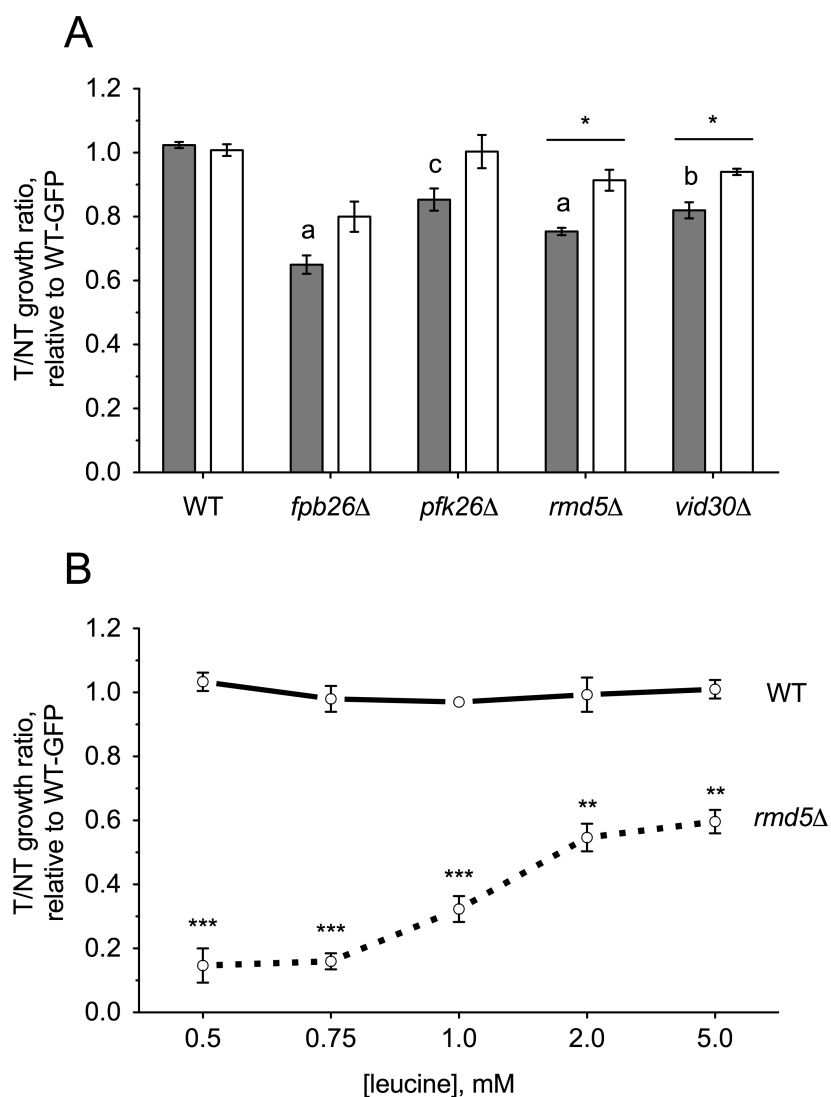 A
T/NT growth ratio,
relative to WT-GFP
1.2
1.0
0.8
0.6
0.4
0.2
0.0
a
c
*
a
*
b
WT
fpb26Δ
pfk26Δ
rmd5Δ
vid30Δ
B
T/NT growth ratio,
relative to WT-GFP
1.2
1.0
0.8
0.6
0.4
0.2
0.0
WT
rmd5Δ
***
***
***
**
**
0.5
0.75
1.0
2.0
5.0
[leucine], mM